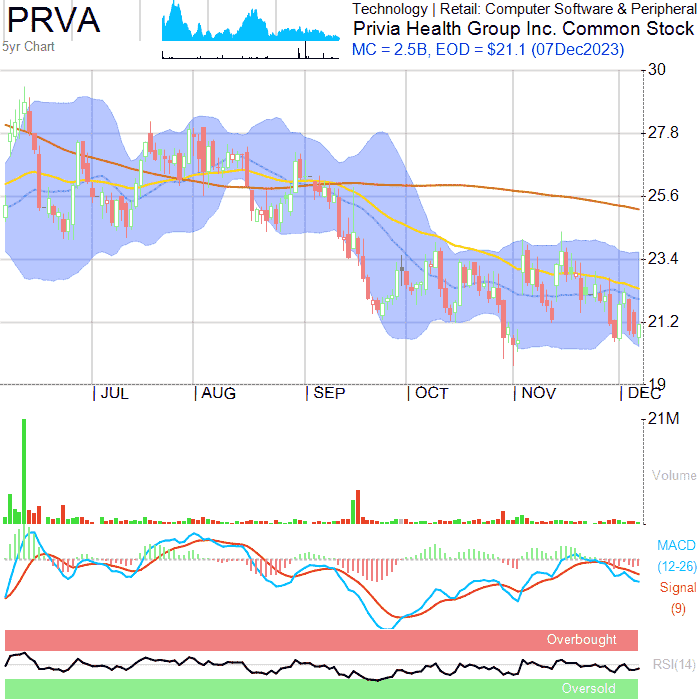 PRVA
5yr Chart
Technology | Retail: Computer Software & Peripheral
Privia Health Group Inc. Common Stock
MC = 2.5B, EOD = $21.1 (07Dec2023)
30
27.8
25.6
23.4
21.2
19
JUL
AUG
SEP
OCT
NOV
DEC
21M
Volume
MACD
(12-26)
Signal
(9)
Overbought
RSI(14)
Oversold